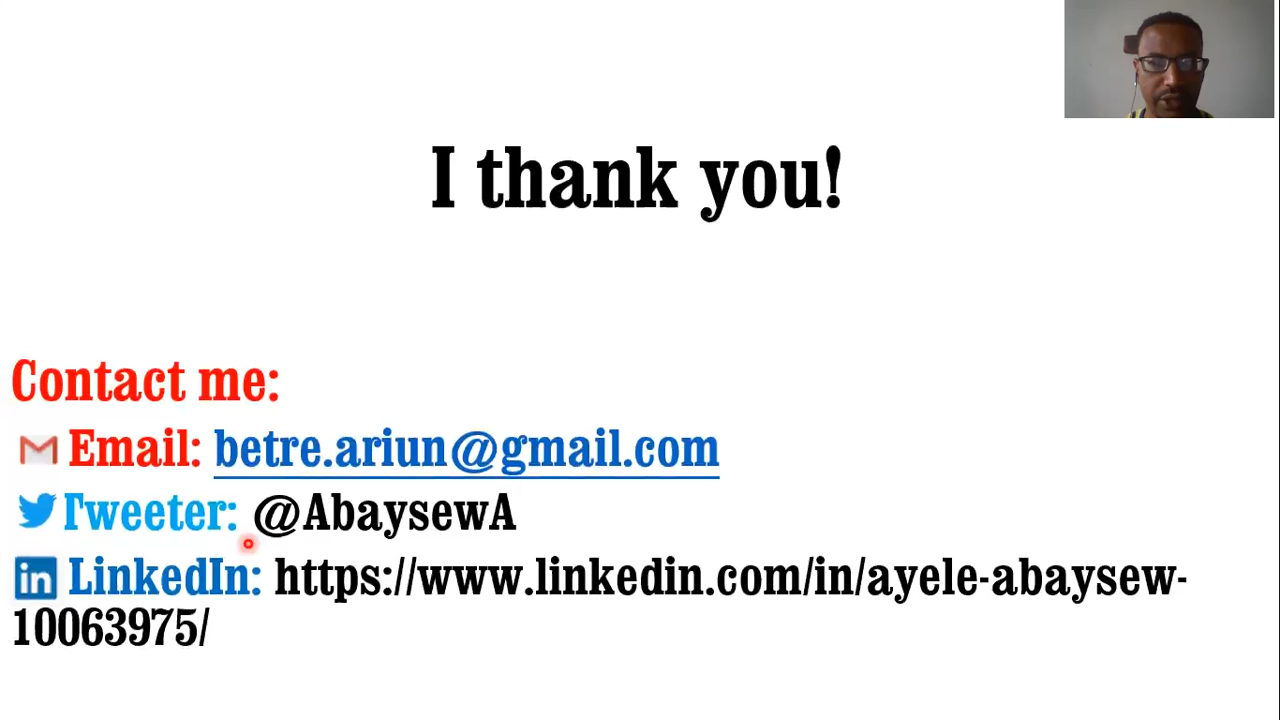 I thank you!
Contact me:
Email: betre.ariun@gmail.com
Tweeter: @AbaysewA
in LinkedIn: https://www.linkedin.com/in/ayele-abaysew-
10063975/